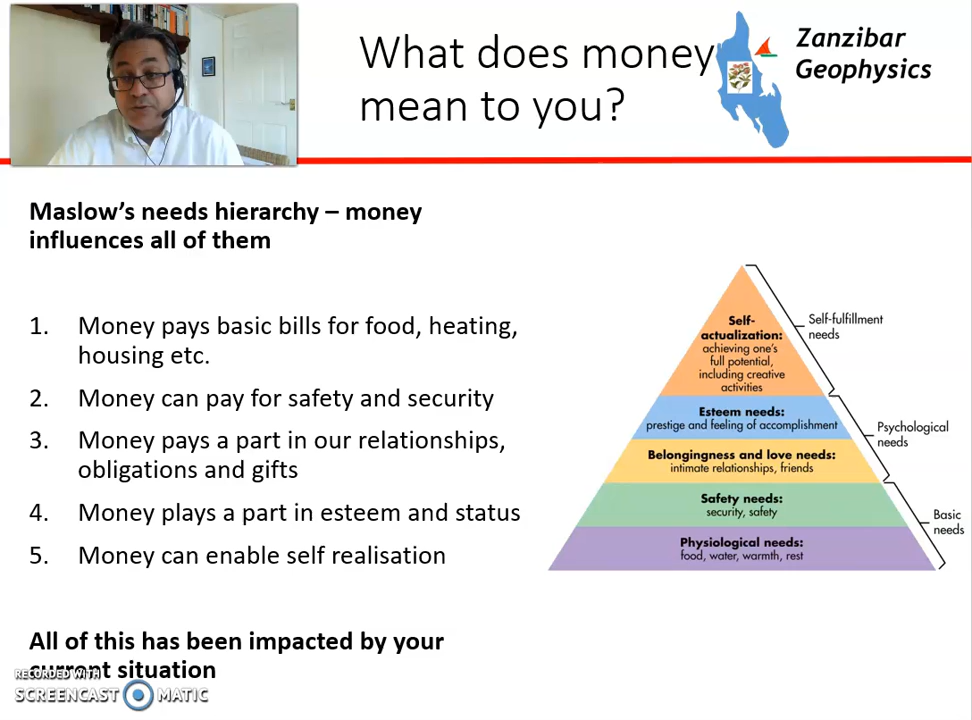 What does money
mean to you?
Zanzibar
Geophysics
Maslow's needs hierarchy – money
influences all of them
1. Money pays basic bills for food, heating,
housing etc.
2. Money can pay for safety and security
3. Money pays a part in our relationships,
obligations and gifts
4. Money plays a part in esteem and status
5. Money can enable self realisation
All of this has been impacted by your
current situation
Self-
actualization:
achieving one's
full potential,
including creative
activities
Esteem needs:
prestige and feeling of accomplishment
Belongingness and love needs:
intimate relationships, friends
Safety needs:
security, safety
Physiological needs:
food, water, warmth, rest
Self-fulfillment
needs
Psychological
needs
Basic
needs
RECORDED WITH
SCREENCAST MATIC